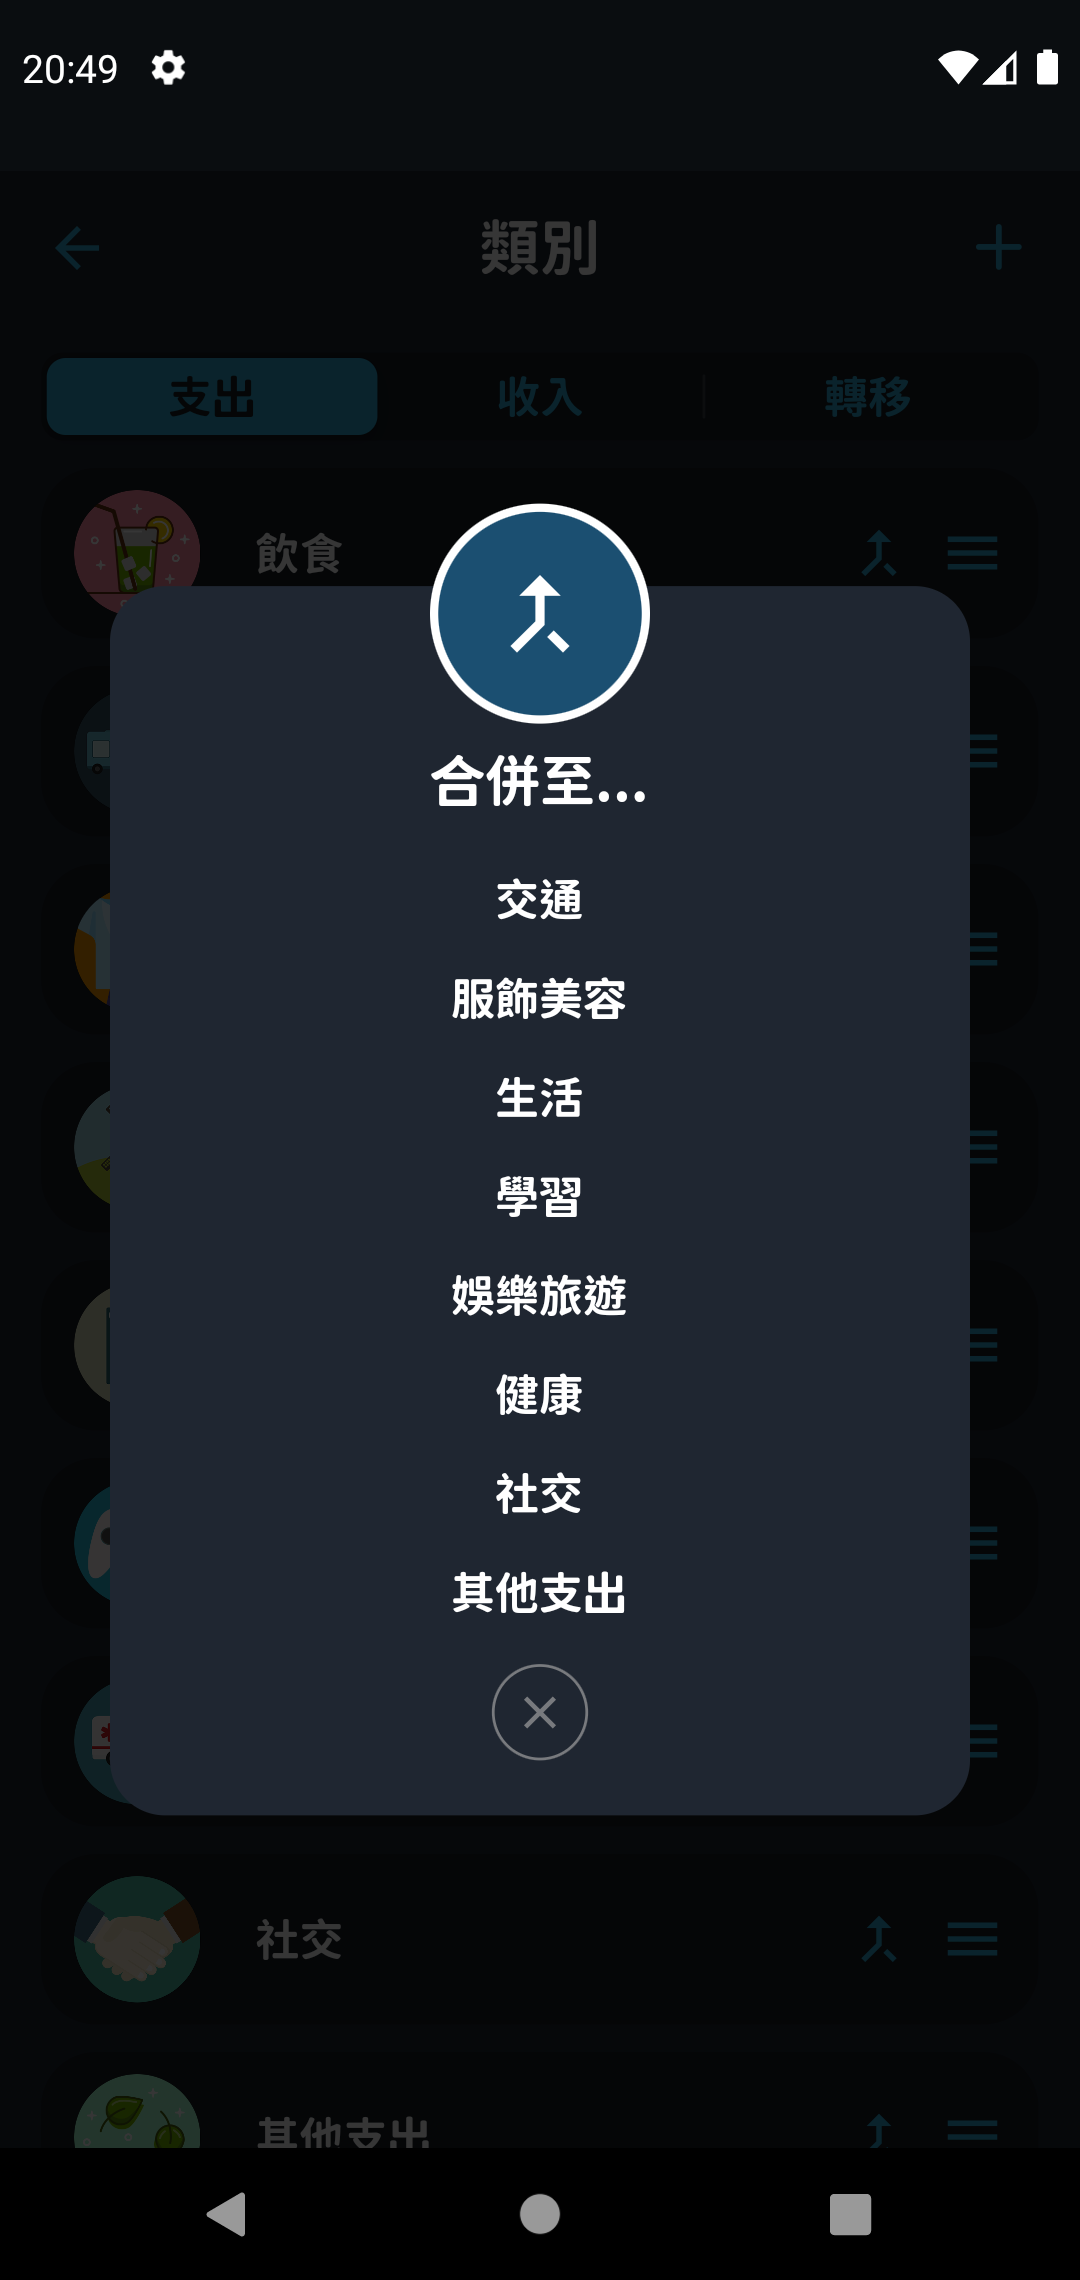 20:49
類別
支出
收入
轉移
飲食
合併至...
交通
服飾美容
生活
學習
娛樂旅遊
健康
社交
其他支出
社交
其他支出